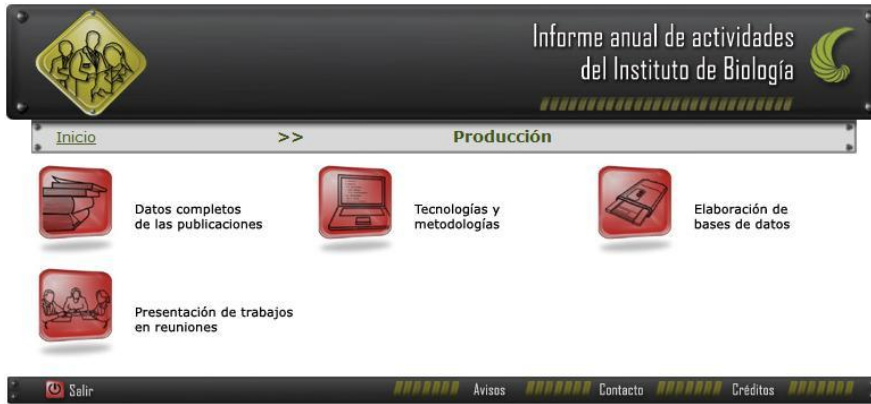 Informe anual de actividades
del Instituto de Biología
Inicio >> Producción
Datos completos
de las publicaciones
Tecnologías y
metodologías
Elaboración de
bases de datos
Presentación de trabajos
en reuniones
Salir Avisos Contacto Créditos